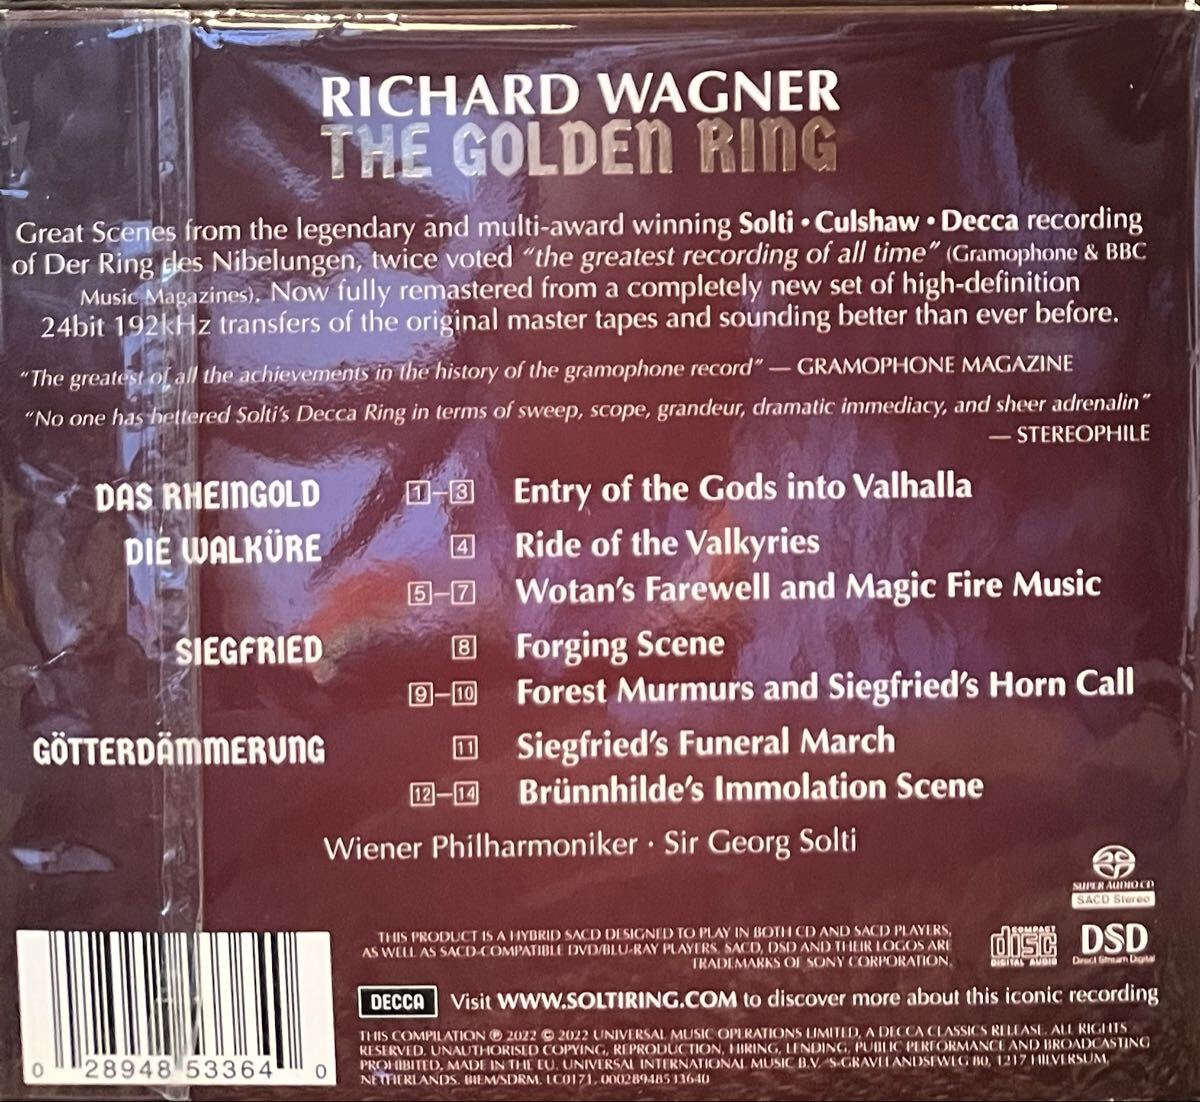 RICHARD WAGNER
THE GOLDEN RING
Great Scenes from the legendary and multi-award winning Solti • Culshaw • Decca recording
of Der Ring des Nibelungen, twice voted “the greatest recording of all time” (Gramophone & BBC
Music Magazines). Now fully remastered from a completely new set of high-definition
24bit 192kHz transfers of the original master tapes and sounding better than ever before.
“The greatest of all the achievements in the history of the gramophone record” — GRAMOPHONE MAGAZINE
“No one has bettered Solti’s Decca Ring in terms of sweep, scope, grandeur, dramatic immediacy, and sheer adrenalin”
— STEREOPHILE
DAS RHEINGOLD 1–3 Entry of the Gods into Valhalla
DIE WALKÜRE 4 Ride of the Valkyries
5–7 Wotan’s Farewell and Magic Fire Music
SIEGFRIED 8 Forging Scene
9–10 Forest Murmurs and Siegfried’s Horn Call
GÖTTERDÄMMERUNG 11 Siegfried’s Funeral March
12–14 Brünnhilde’s Immolation Scene
Wiener Philharmoniker · Sir Georg Solti
SUPER AUDIO CD
SACD Stereo
THIS PRODUCT IS A HYBRID SACD DESIGNED TO PLAY IN BOTH CD AND SACD PLAYERS,
AS WELL AS SACD-COMPATIBLE DVD/BLU-RAY PLAYERS. SACD, DSD AND THEIR LOGOS ARE
TRADEMARKS OF SONY CORPORATION.
COMPACT
disc
DIGITAL AUDIO
DSD
Direct Stream Digital
DECCA Visit WWW.SOLTIRING.COM to discover more about this iconic recording
THIS COMPILATION ℗ 2022 © 2022 UNIVERSAL MUSIC OPERATIONS LIMITED, A DECCA CLASSICS RELEASE. ALL RIGHTS
RESERVED. UNAUTHORISED COPYING, REPRODUCTION, HIRING, LENDING, PUBLIC PERFORMANCE AND BROADCASTING
PROHIBITED. MADE IN THE EU. UNIVERSAL INTERNATIONAL MUSIC B.V. ’S-GRAVELANDSEWEG 80, 1217 HILVERSUM,
NETHERLANDS. BIEM/SDRM. LC0171. 00028948533640
0 28948 53364 0